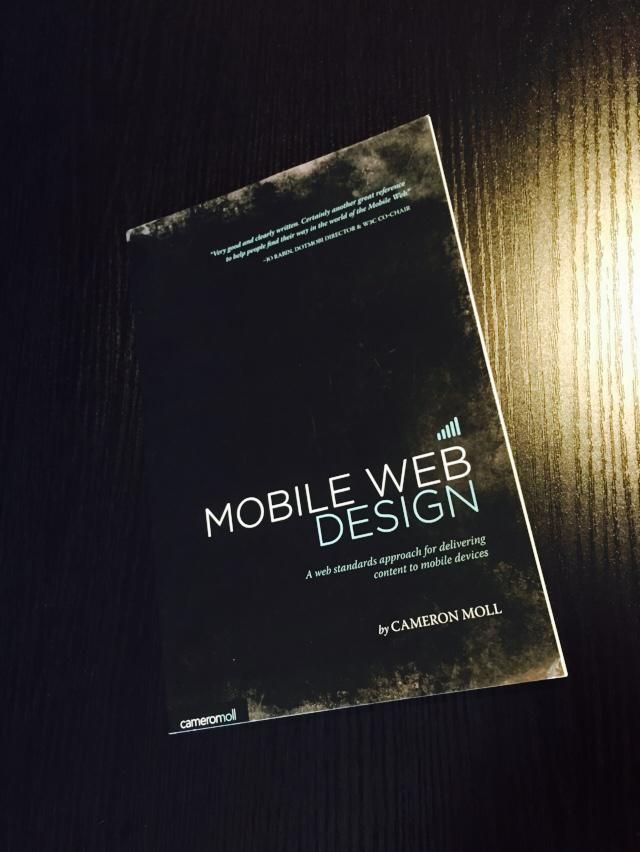 "Very good and clearly written. Certainly another great reference
to help people find their way in the world of the Mobile Web."
–JO RABIN, DOTMOBI DIRECTOR & W3C CO-CHAIR
MOBILE WEB
DESIGN
A web standards approach for delivering
content to mobile devices
by CAMERON MOLL
cameromoll